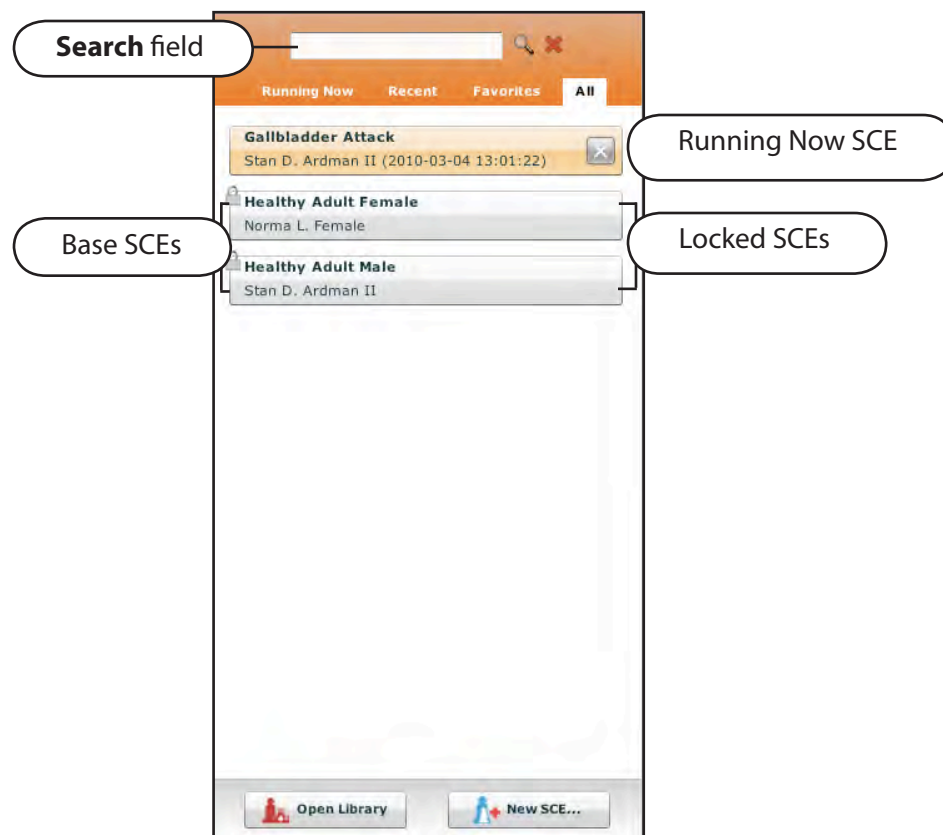 Search field
Running Now Recent Favorites All
Gallbladder Attack
Stan D. Ardman II (2010-03-04 13:01:22)
Running Now SCE
Healthy Adult Female
Norma L. Female
Base SCEs
Locked SCEs
Healthy Adult Male
Stan D. Ardman II
Open Library
New SCE...